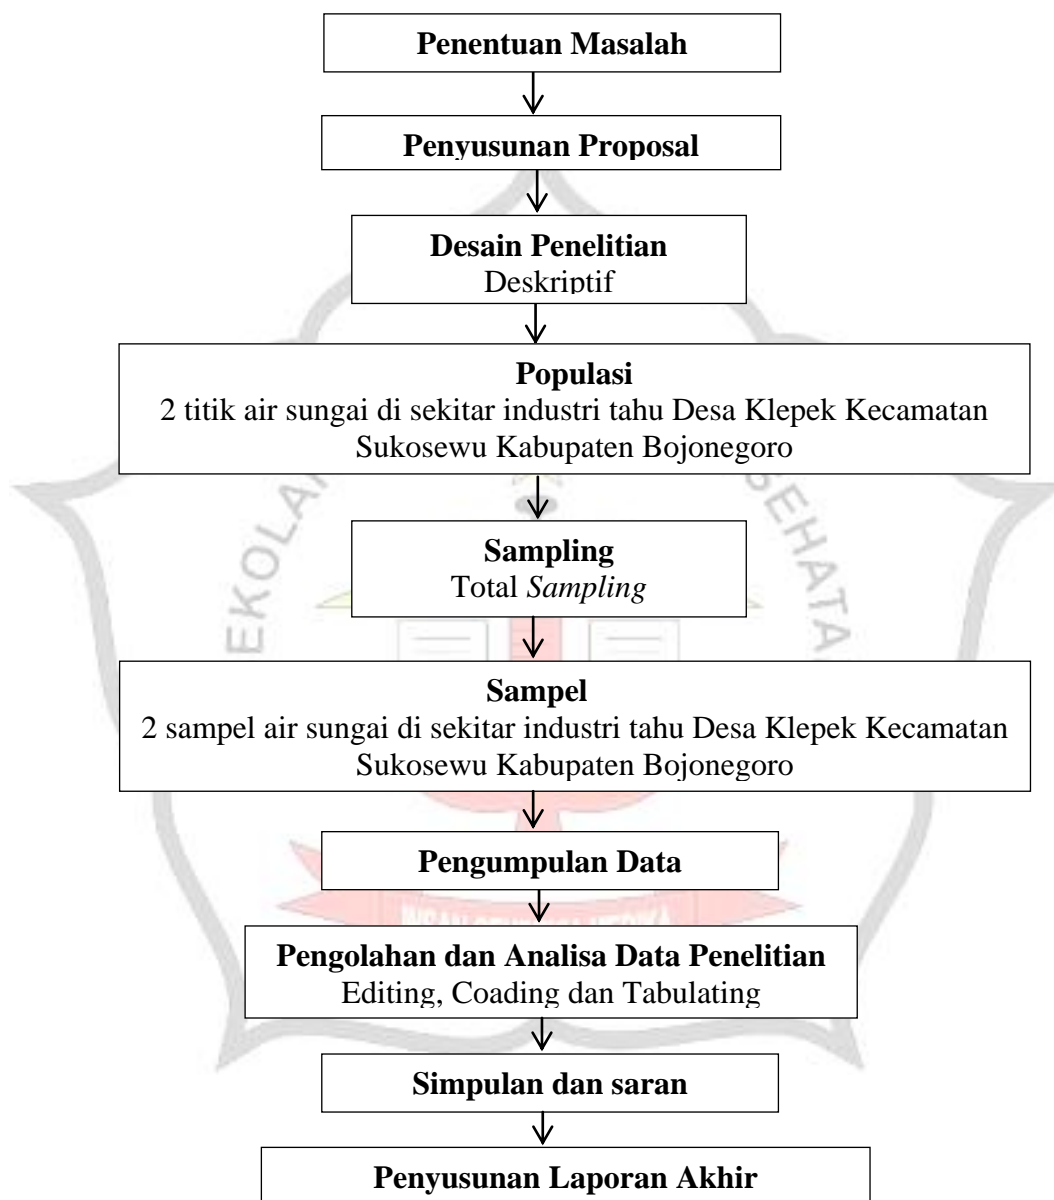 Penentuan Masalah
Penyusunan Proposal
Desain Penelitian
Deskriptif
Populasi
2 titik air sungai di sekitar industri tahu Desa Klepek Kecamatan
Sukosewu Kabupaten Bojonegoro
Sampling
Total Sampling
Sampel
2 sampel air sungai di sekitar industri tahu Desa Klepek Kecamatan
Sukosewu Kabupaten Bojonegoro
Pengumpulan Data
Pengolahan dan Analisa Data Penelitian
Editing, Coading dan Tabulating
Simpulan dan saran
Penyusunan Laporan Akhir